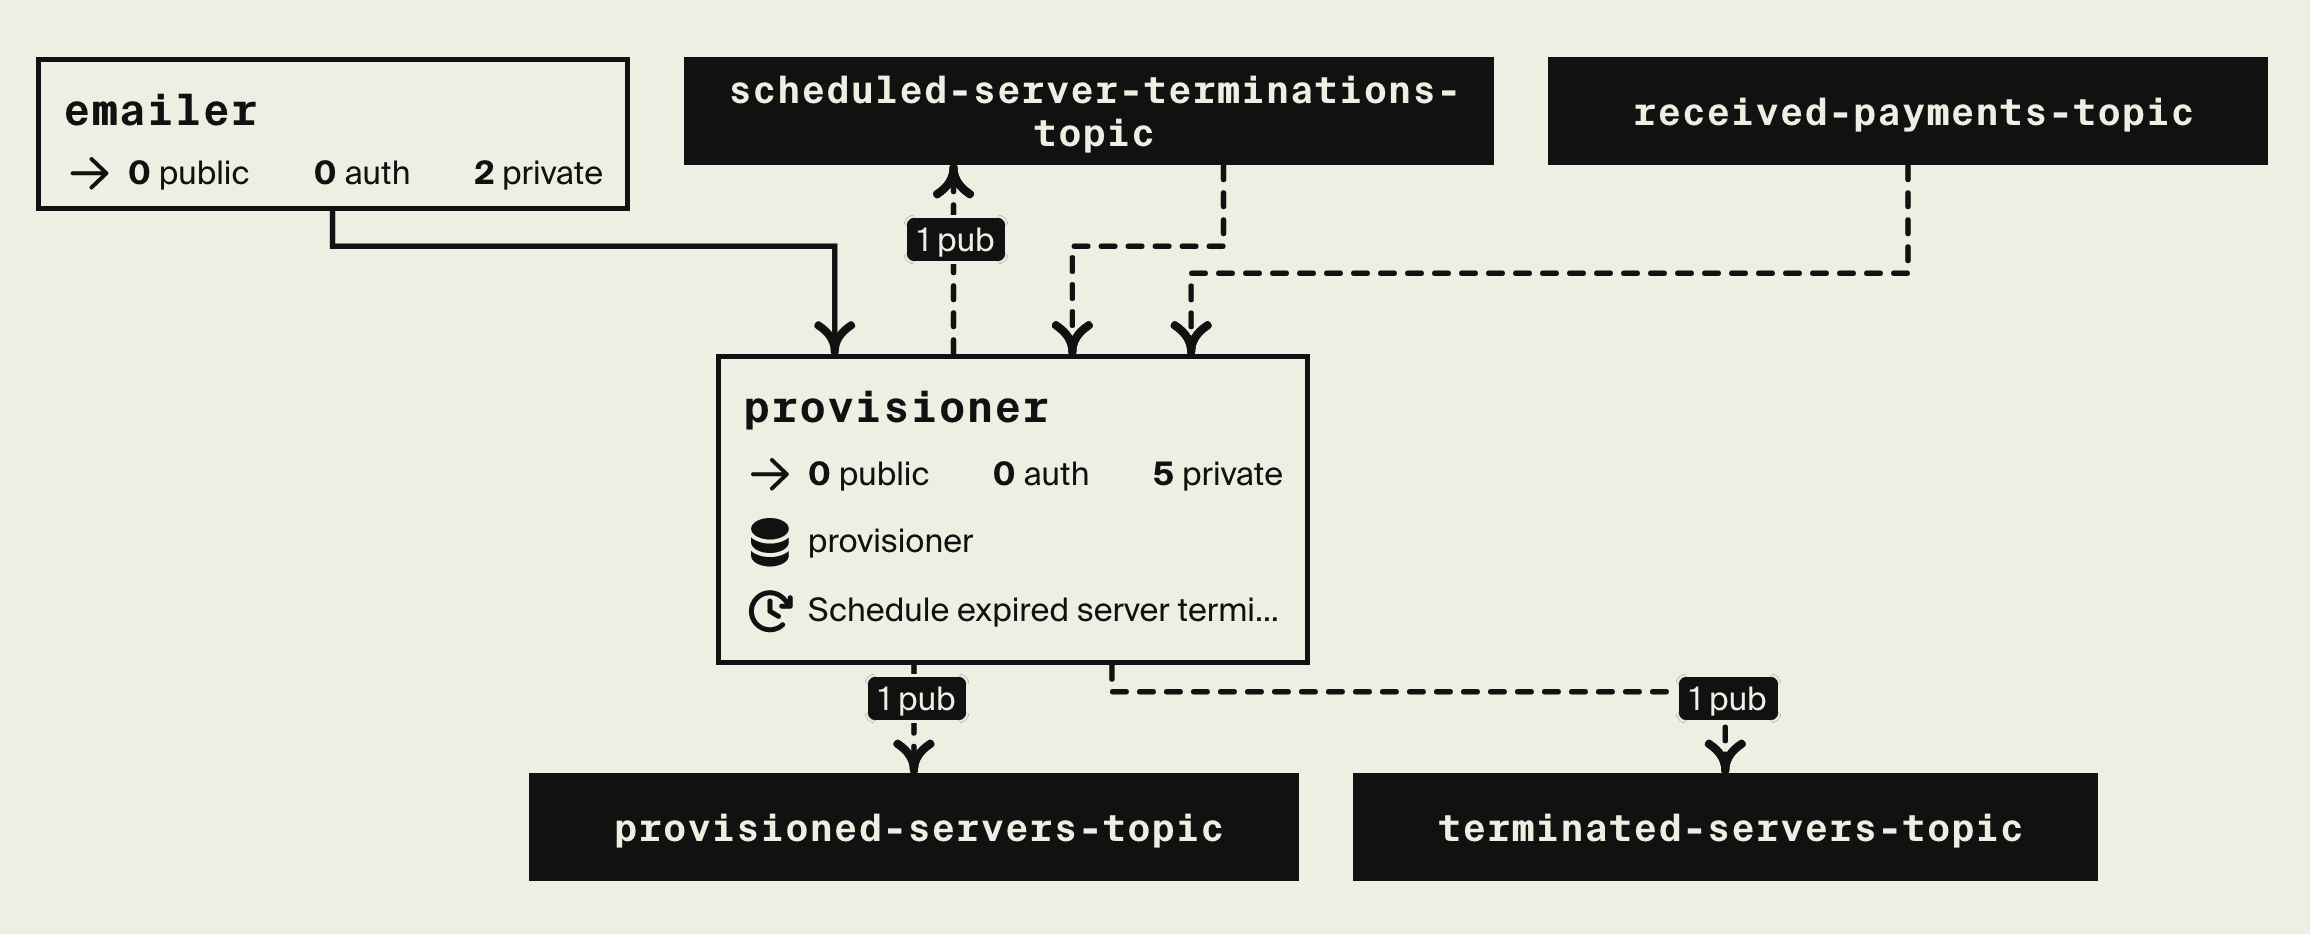 emailer
0 public 0 auth 2 private
scheduled-server-terminations-
topic
received-payments-topic
1 pub
provisioner
0 public 0 auth 5 private
provisioner
Schedule expired server termi...
1 pub
1 pub
provisioned-servers-topic
terminated-servers-topic